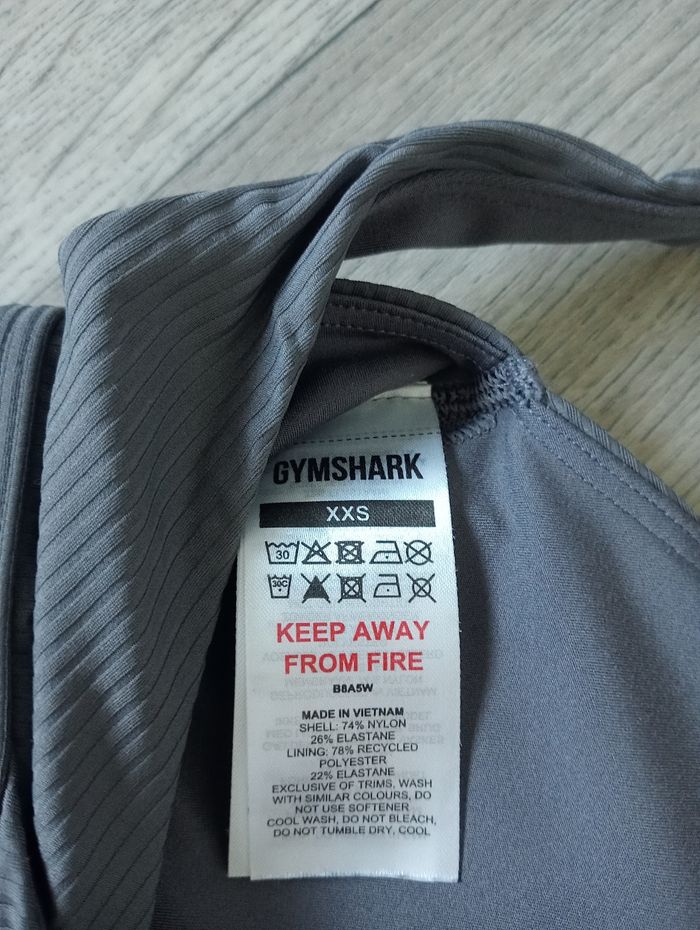 GYMSHARK
XXS
30
30C
KEEP AWAY
FROM FIRE
B8A5W
MADE IN VIETNAM
SHELL: 74% NYLON
26% ELASTANE
LINING: 78% RECYCLED
POLYESTER
22% ELASTANE
EXCLUSIVE OF TRIMS, WASH
WITH SIMILAR COLOURS, DO
NOT USE SOFTENER
COOL WASH, DO NOT BLEACH,
DO NOT TUMBLE DRY, COOL